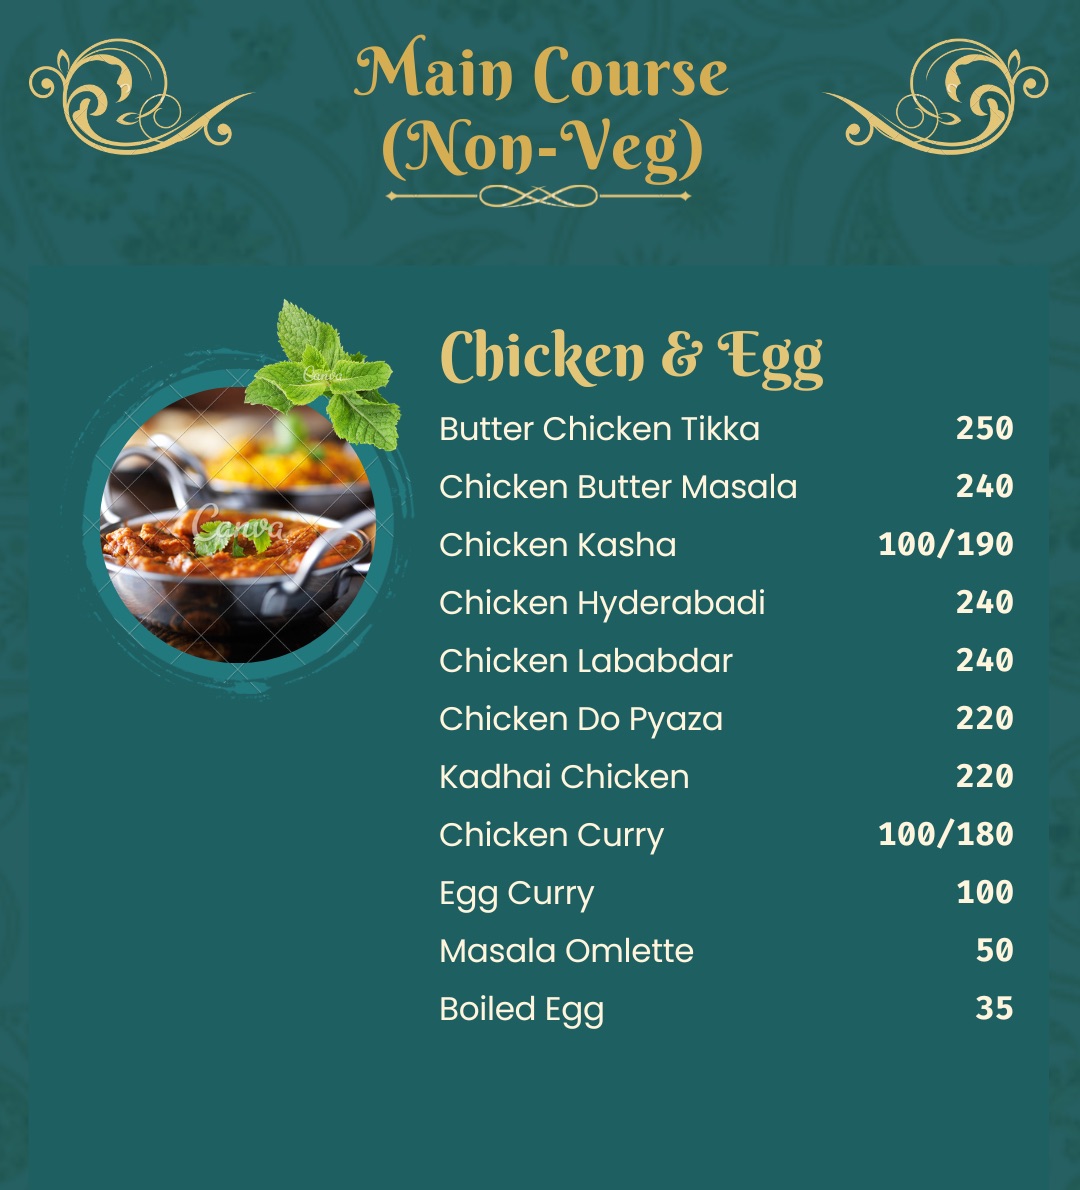 Main Course
(Non-Veg)
Canva
Canva
Chicken & Egg
Butter Chicken Tikka 250
Chicken Butter Masala 240
Chicken Kasha 100/190
Chicken Hyderabadi 240
Chicken Lababdar 240
Chicken Do Pyaza 220
Kadhai Chicken 220
Chicken Curry 100/180
Egg Curry 100
Masala Omlette 50
Boiled Egg 35